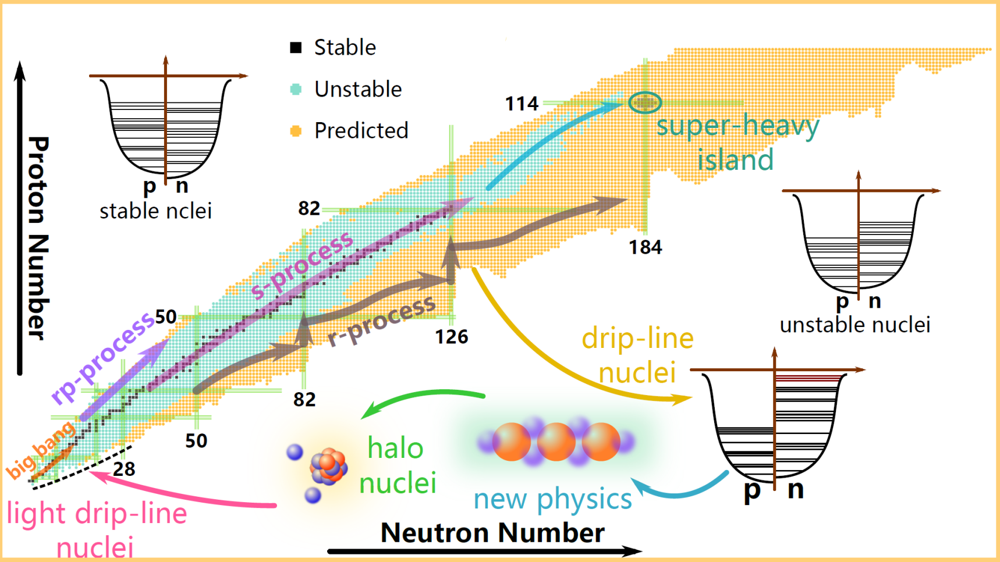 Stable
Unstable
Predicted
Proton Number
p n
stable nclei
114
super-heavy
island
82
184
s-process
p n
unstable nuclei
50
rp-process
r-process
126
drip-line
nuclei
82
big bang
50
28
halo
nuclei
new physics
p n
light drip-line
nuclei
Neutron Number